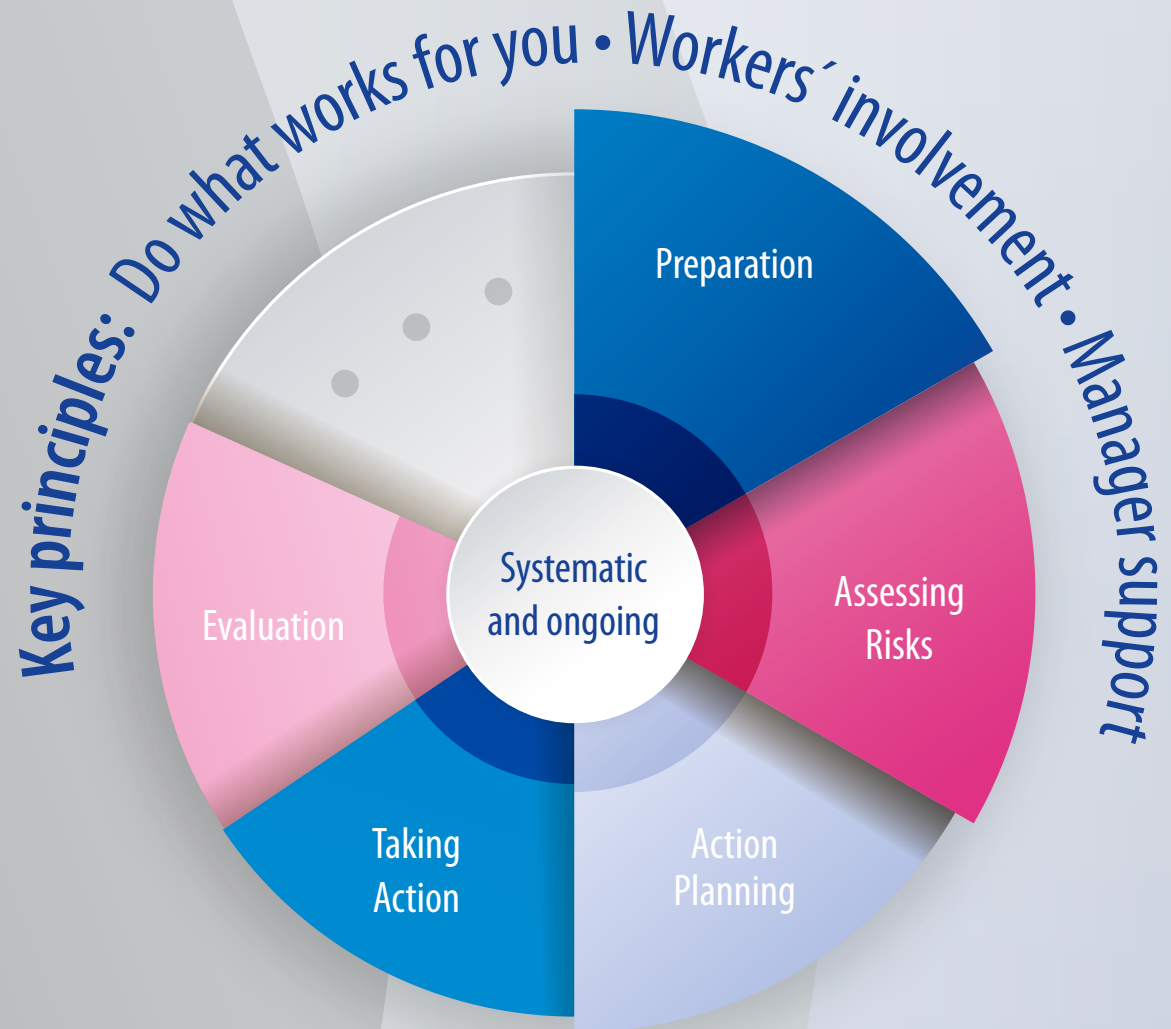 Key principles: Do what works for you • Workers´ involvement • Manager support
Preparation
Assessing
Risks
Action
Planning
Taking
Action
Evaluation
Systematic
and ongoing